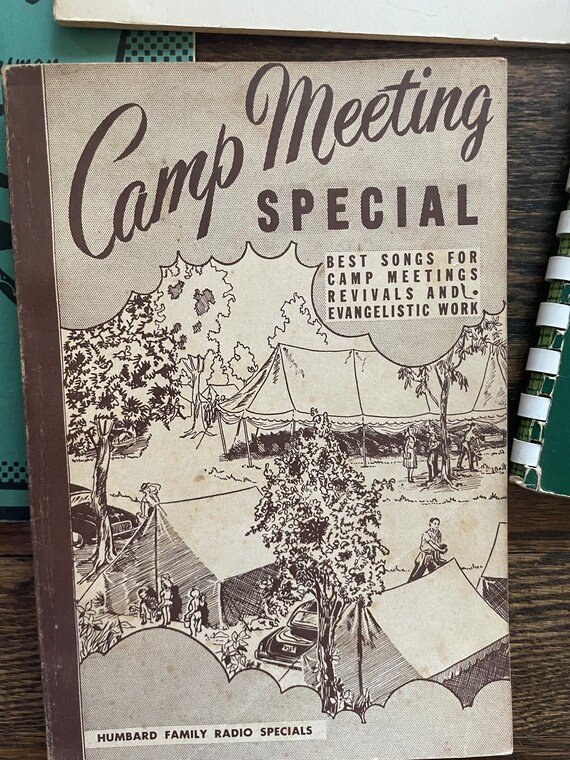 Camp Meeting
SPECIAL
BEST SONGS FOR
CAMP MEETINGS
REVIVALS AND
EVANGELISTIC WORK
HUMBARD FAMILY RADIO SPECIALS